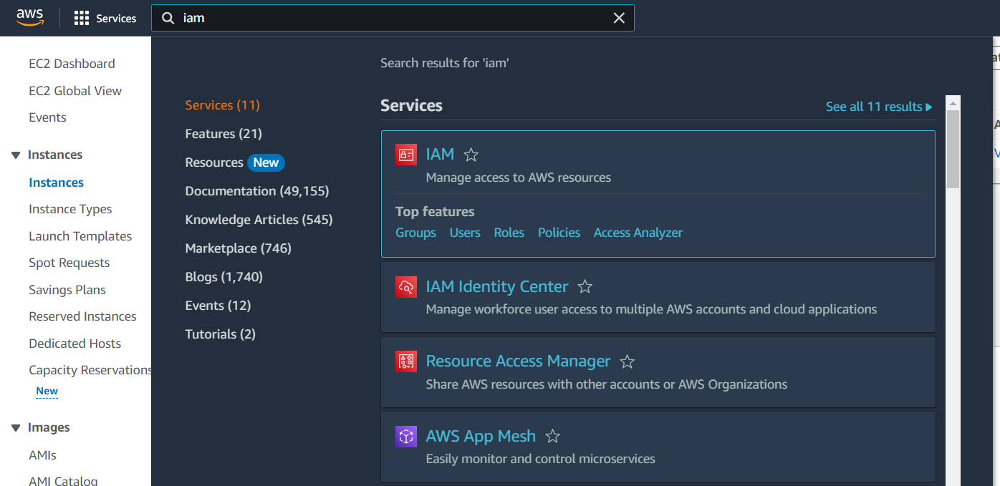 aws
Services
iam
EC2 Dashboard
EC2 Global View
Events
Instances
Instances
Instance Types
Launch Templates
Spot Requests
Savings Plans
Reserved Instances
Dedicated Hosts
Capacity Reservations
New
Images
AMIs
AMI Catalog
Search results for 'iam'
Services (11)
Features (21)
Resources New
Documentation (49,155)
Knowledge Articles (545)
Marketplace (746)
Blogs (1,740)
Events (12)
Tutorials (2)
Services
See all 11 results
IAM
Manage access to AWS resources
Top features
Groups Users Roles Policies Access Analyzer
IAM Identity Center
Manage workforce user access to multiple AWS accounts and cloud applications
Resource Access Manager
Share AWS resources with other accounts or AWS Organizations
AWS App Mesh
Easily monitor and control microservices